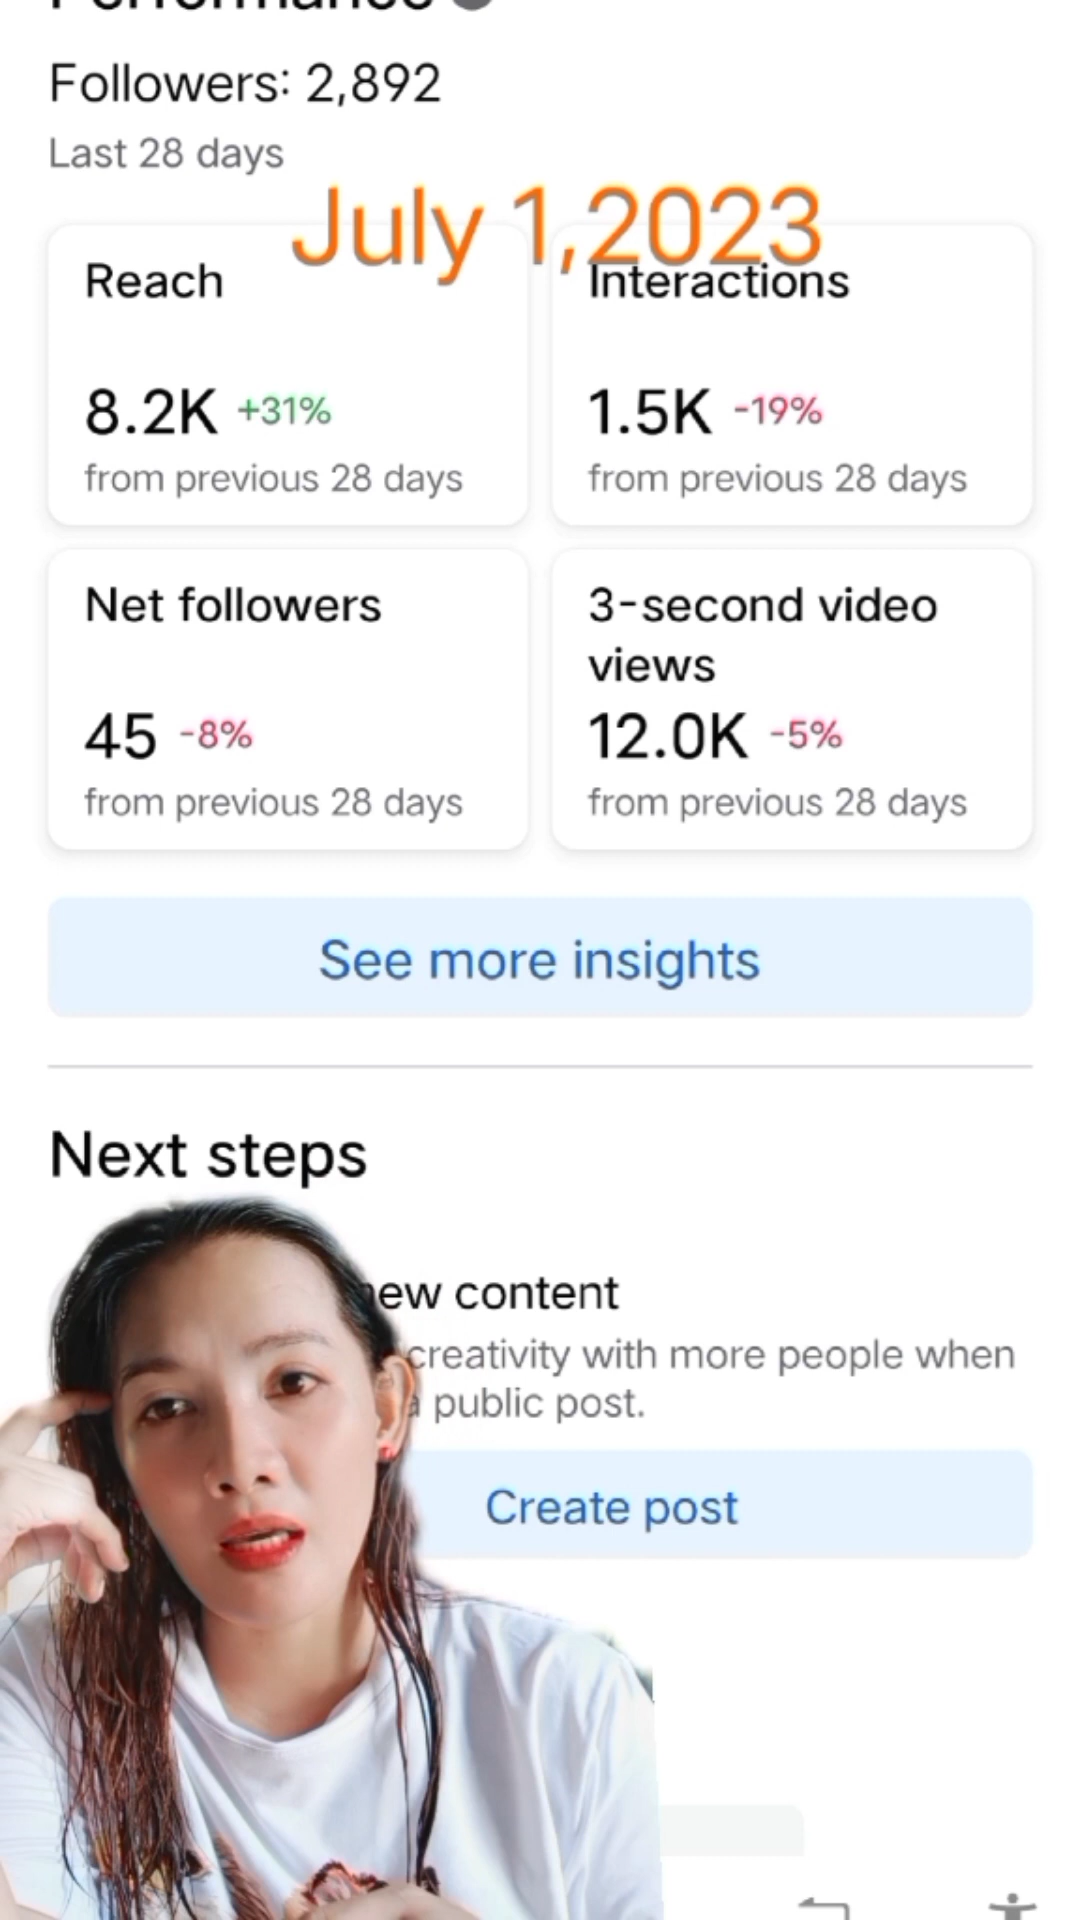 Performance
Followers: 2,892
Last 28 days
July 1,2023
Reach
Interactions
8.2K +31%
1.5K -19%
from previous 28 days
from previous 28 days
Net followers
3-second video
views
45 -8%
12.0K -5%
from previous 28 days
from previous 28 days
See more insights
Next steps
ew content
creativity with more people when
a public post.
Create post